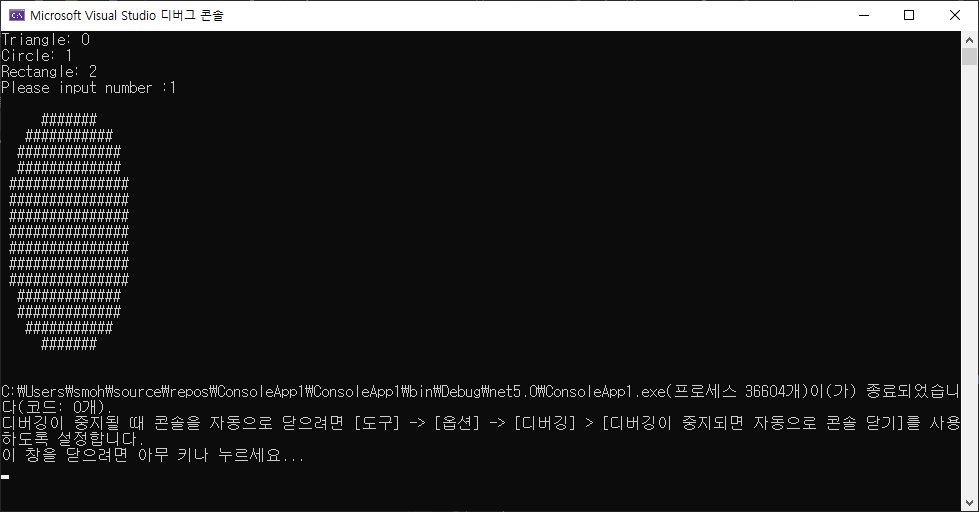 Microsoft Visual Studio 디버그 콘솔
Triangle: 0
Circle: 1
Rectangle: 2
Please input number :1
     #######
   ###########
  #############
  #############
 ###############
 ###############
 ###############
 ###############
 ###############
 ###############
 ###############
  #############
  #############
   ###########
     #######
C:\Users\smoh\source\repos\ConsoleApp1\ConsoleApp1\bin\Debug\net5.0\ConsoleApp1.exe(프로세스 36604개)이(가) 종료되었습니
다(코드: 0개).
디버깅이 중지될 때 콘솔을 자동으로 닫으려면 [도구] -> [옵션] -> [디버깅] > [디버깅이 중지되면 자동으로 콘솔 닫기]를 사용
하도록 설정합니다.
이 창을 닫으려면 아무 키나 누르세요...